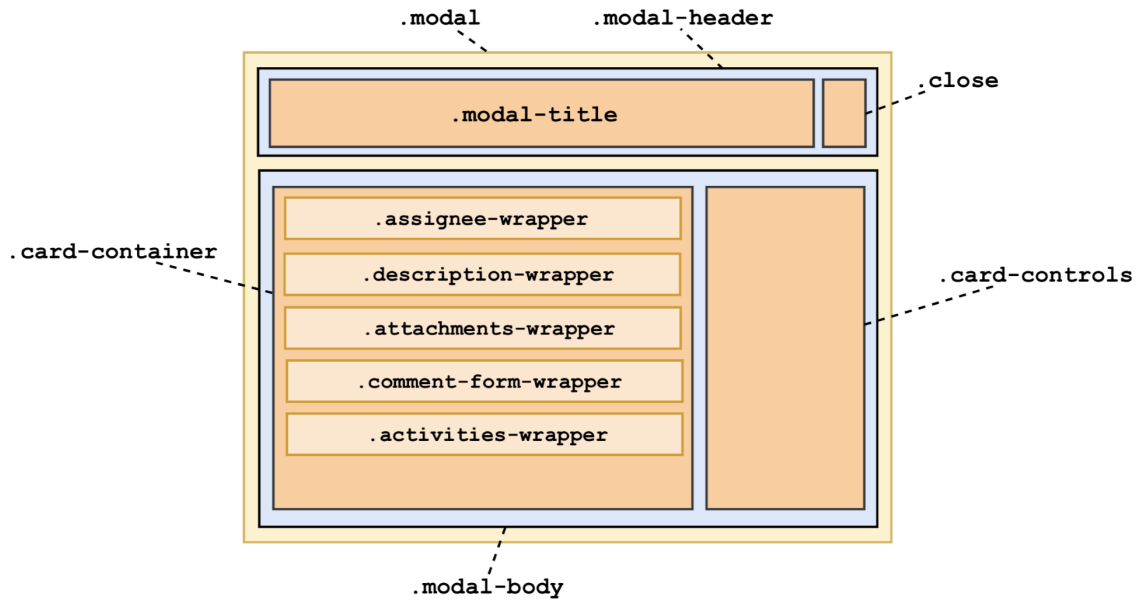 .modal
.modal-header
.close
.modal-title
.assignee-wrapper
.card-container
.description-wrapper
.card-controls
.attachments-wrapper
.comment-form-wrapper
.activities-wrapper
.modal-body